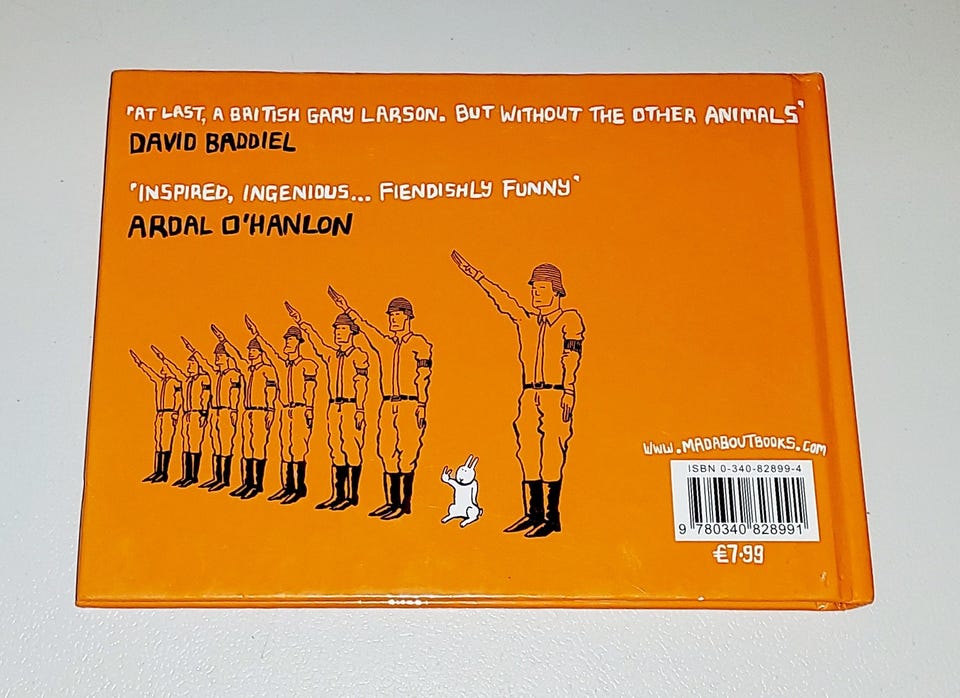 'AT LAST, A BRITISH GARY LARSON. BUT WITHOUT THE OTHER ANIMALS'
DAVID BADDIEL
'INSPIRED, INGENIOUS... FIENDISHLY FUNNY'
ARDAL O'HANLON
WWW.MADABOUTBOOKS.COM
ISBN 0-340-82899-4
9 780340 828991
€7.99